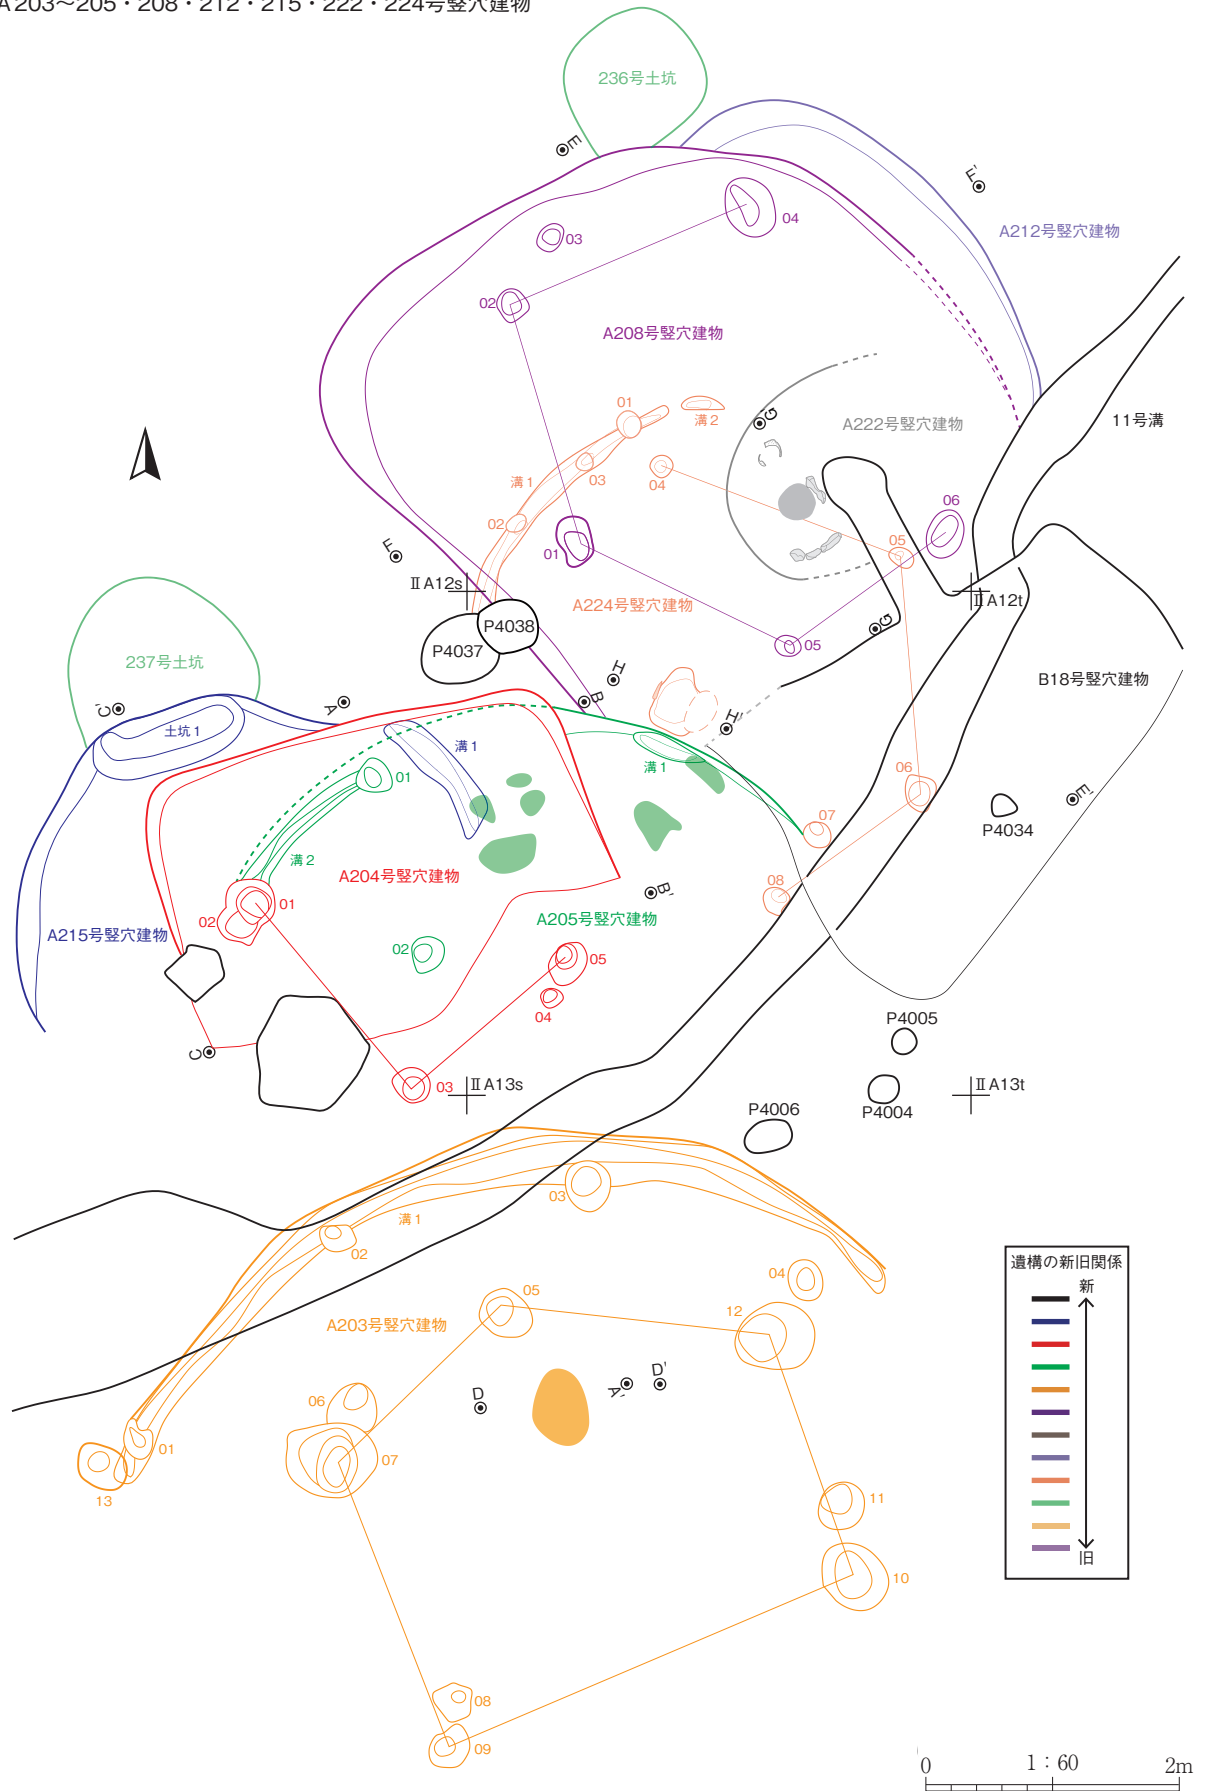 A203～205・208・212・215・222・224号竪穴建物
236号土坑
E
F'
04
A212号竪穴建物
03
02
A208号竪穴建物
01
溝2
G'
A222号竪穴建物
11号溝
03
04
溝1
02
06
01
05
F
ⅡA12s
ⅡA12t
A224号竪穴建物
P4038
G
P4037
05
237号土坑
H
B18号竪穴建物
C'
A
B
土坑1
H'
溝1
溝1
06
01
E'
07
P4034
溝2
A204号竪穴建物
08
B'
01
02
A205号竪穴建物
A215号竪穴建物
02
05
04
P4005
C
03
ⅡA13s
ⅡA13t
P4004
P4006
03
溝1
02
遺構の新旧関係
04
新
05
12
A203号竪穴建物
D'
A'
D
06
01
07
13
11
旧
10
08
09
0
1：60
2m